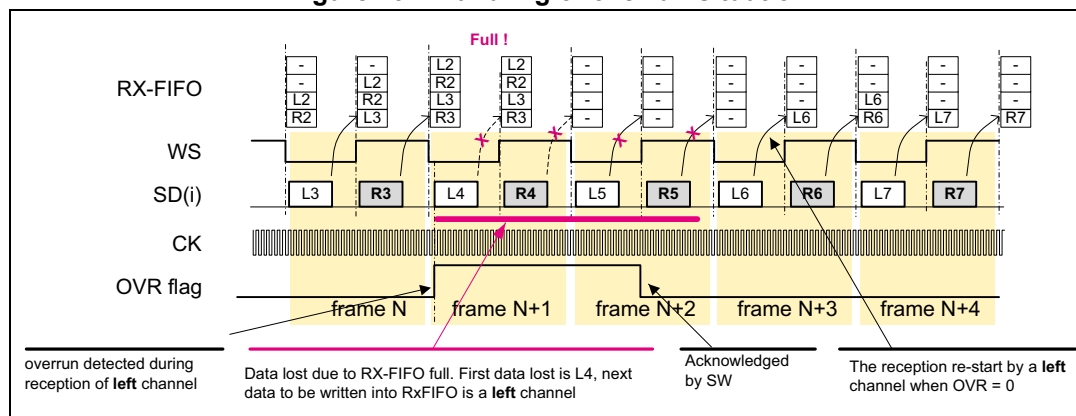 Full !
RX-FIFO
- - L2 L2 - - - - - - -
- L2 R2 R2 - - - - - - -
L2 R2 L3 L3 - - - - L6 - -
R2 L3 R3 R3 - - - L6 R6 L7 R7
WS
SD(i)
L3 R3 L4 R4 L5 R5 L6 R6 L7 R7
CK
OVR flag
frame N frame N+1 frame N+2 frame N+3 frame N+4
overrun detected during
reception of left channel
Data lost due to RX-FIFO full. First data lost is L4, next
data to be written into RxFIFO is a left channel
Acknowledged
by SW
The reception re-start by a left
channel when OVR = 0